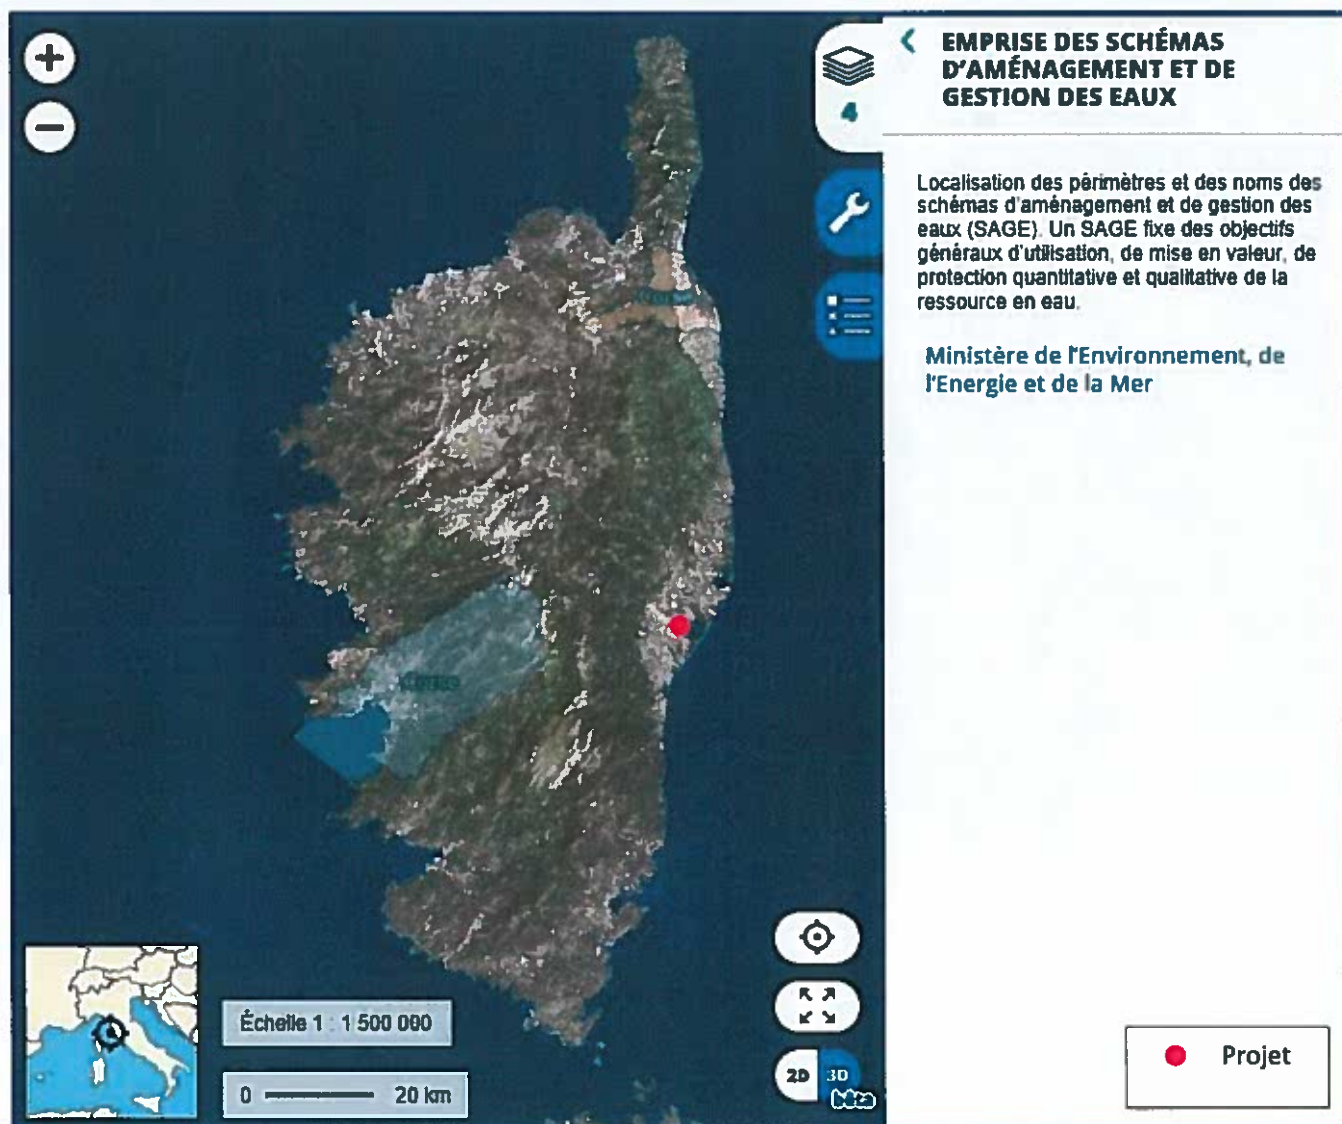 EMPRISE DES SCHÉMAS
D'AMÉNAGEMENT ET DE
GESTION DES EAUX
4
Localisation des périmètres et des noms des
schémas d'aménagement et de gestion des
eaux (SAGE). Un SAGE fixe des objectifs
généraux d'utilisation, de mise en valeur, de
protection quantitative et qualitative de la
ressource en eau.
Ministère de l'Environnement, de
l'Energie et de la Mer
Corse
Échelle 1 : 1 500 000
0 20 km
2D 3D
bêta
Projet